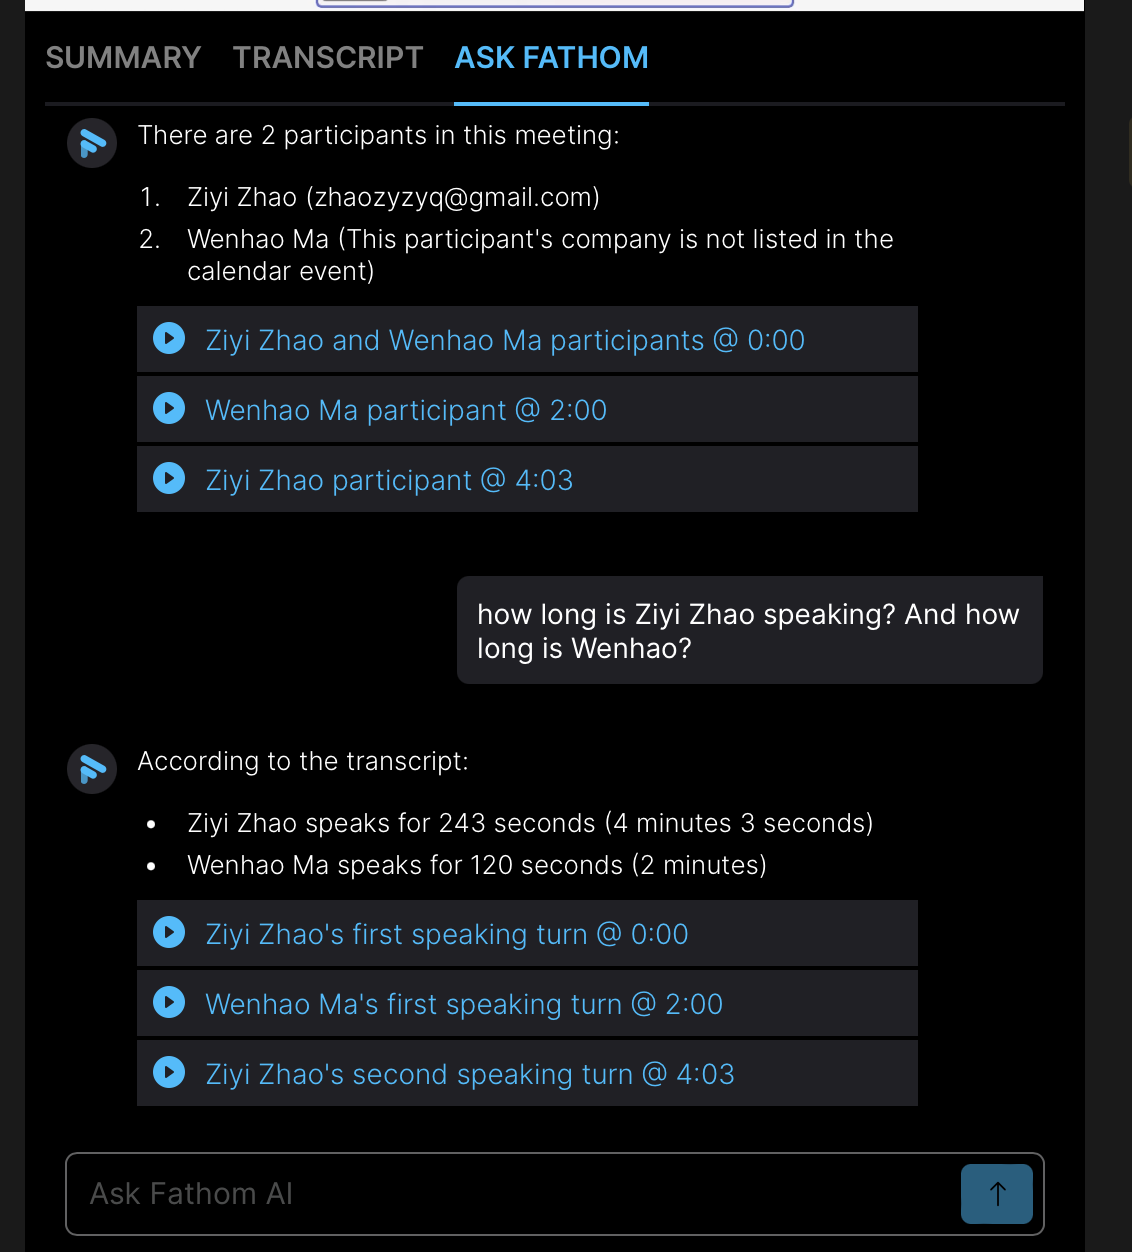 SUMMARY TRANSCRIPT ASK FATHOM
There are 2 participants in this meeting:
1. Ziyi Zhao (zhaozyzyq@gmail.com)
2. Wenhao Ma (This participant's company is not listed in the
calendar event)
Ziyi Zhao and Wenhao Ma participants @ 0:00
Wenhao Ma participant @ 2:00
Ziyi Zhao participant @ 4:03
how long is Ziyi Zhao speaking? And how
long is Wenhao?
According to the transcript:
• Ziyi Zhao speaks for 243 seconds (4 minutes 3 seconds)
• Wenhao Ma speaks for 120 seconds (2 minutes)
Ziyi Zhao's first speaking turn @ 0:00
Wenhao Ma's first speaking turn @ 2:00
Ziyi Zhao's second speaking turn @ 4:03
Ask Fathom AI